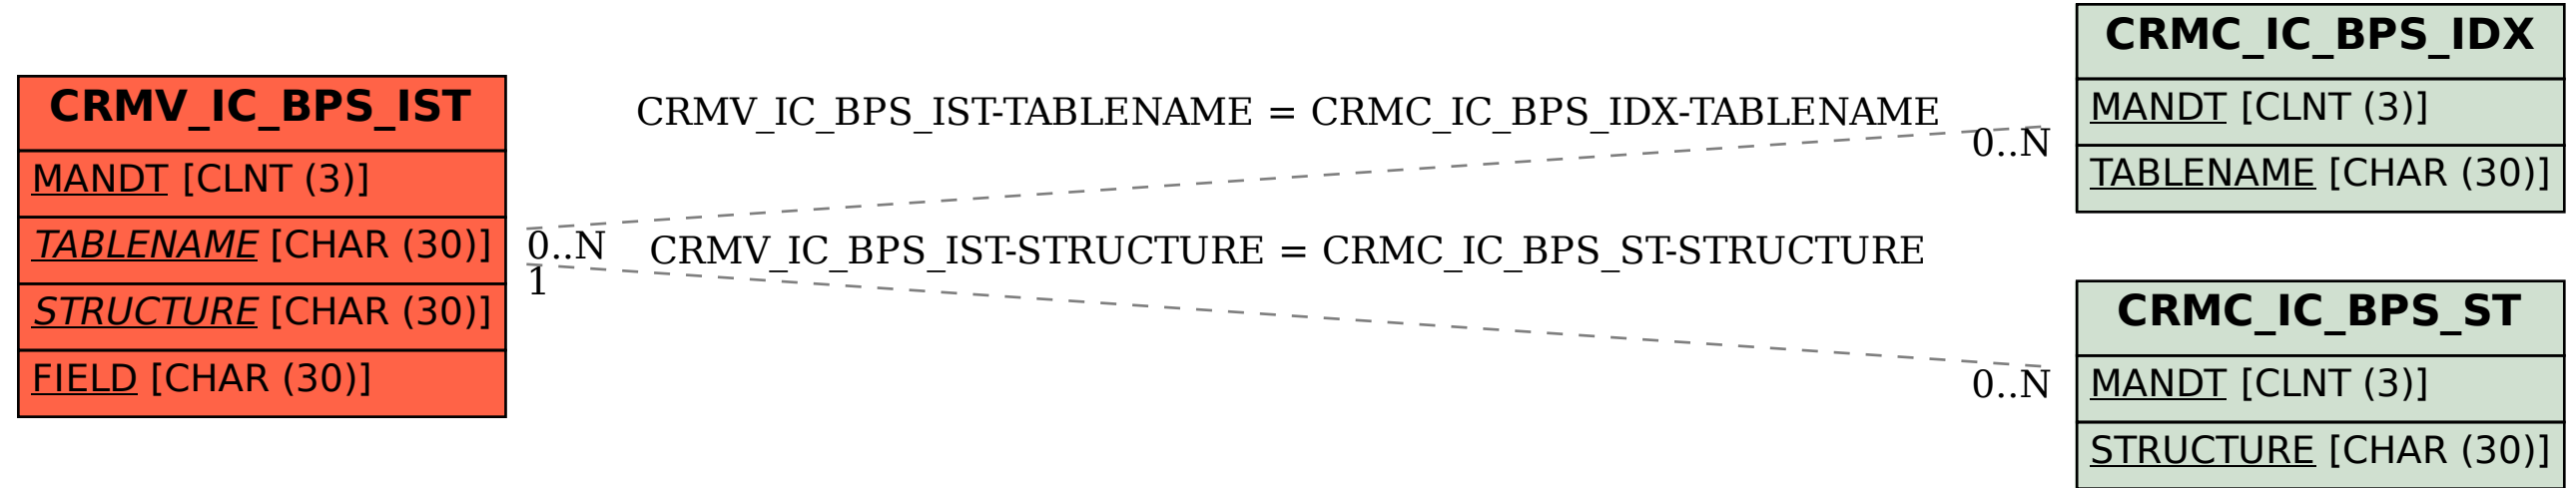 CRMV_IC_BPS_IST
MANDT [CLNT (3)]
TABLENAME [CHAR (30)]
STRUCTURE [CHAR (30)]
FIELD [CHAR (30)]
CRMV_IC_BPS_IST-TABLENAME = CRMC_IC_BPS_IDX-TABLENAME
0..N
0..N
CRMV_IC_BPS_IST-STRUCTURE = CRMC_IC_BPS_ST-STRUCTURE
1
0..N
CRMC_IC_BPS_IDX
MANDT [CLNT (3)]
TABLENAME [CHAR (30)]
CRMC_IC_BPS_ST
MANDT [CLNT (3)]
STRUCTURE [CHAR (30)]